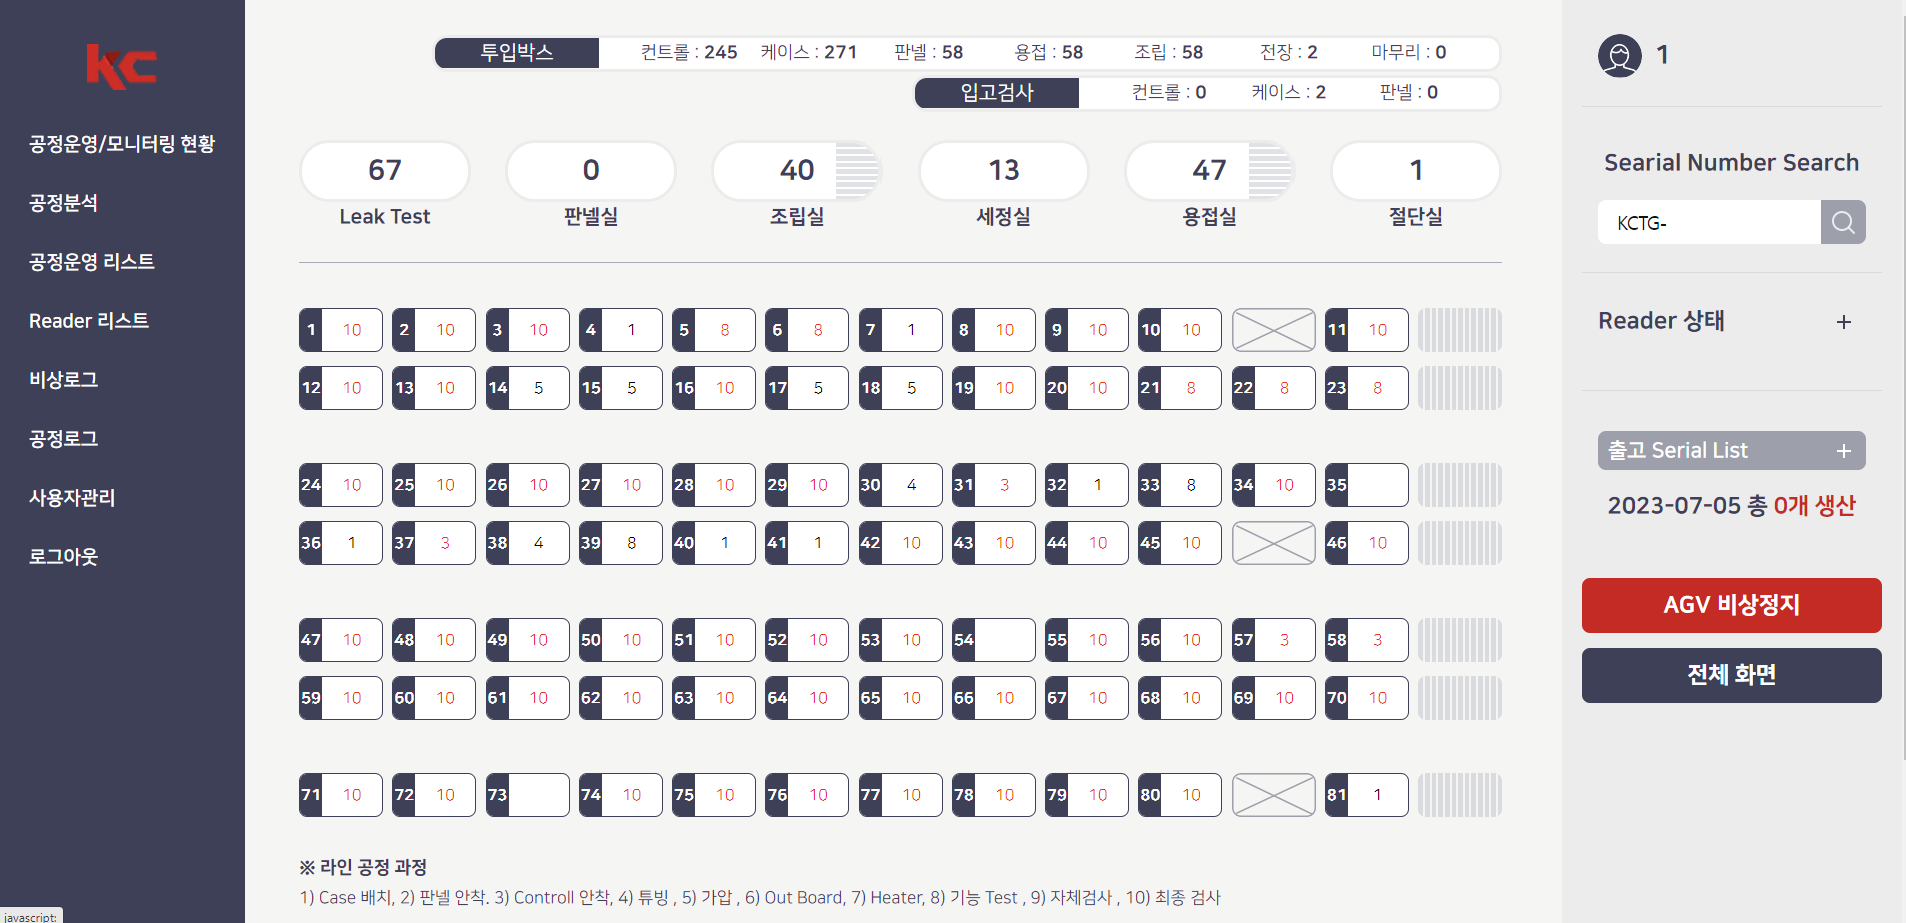 KC
공정운영/모니터링 현황
공정분석
공정운영 리스트
Reader 리스트
비상로그
공정로그
사용자관리
로그아웃
투입박스 컨트롤 : 245 케이스 : 271 판넬 : 58 용접 : 58 조립 : 58 전장 : 2 마무리 : 0
입고검사 컨트롤 : 0 케이스 : 2 판넬 : 0
67 0 40 13 47 1
Leak Test 판넬실 조립실 세정실 용접실 절단실
1 10 2 10 3 10 4 1 5 8 6 8 7 1 8 10 9 10 10 10 11 10
12 10 13 10 14 5 15 5 16 10 17 5 18 5 19 10 20 10 21 8 22 8 23 8
24 10 25 10 26 10 27 10 28 10 29 10 30 4 31 3 32 1 33 8 34 10 35
36 1 37 3 38 4 39 8 40 1 41 1 42 10 43 10 44 10 45 10 46 10
47 10 48 10 49 10 50 10 51 10 52 10 53 10 54 55 10 56 10 57 3 58 3
59 10 60 10 61 10 62 10 63 10 64 10 65 10 66 10 67 10 68 10 69 10 70 10
71 10 72 10 73 74 10 75 10 76 10 77 10 78 10 79 10 80 10 81 1
※ 라인 공정 과정
1) Case 배치, 2) 판넬 안착. 3) Controll 안착, 4) 튜빙 , 5) 가압 , 6) Out Board, 7) Heater, 8) 기능 Test , 9) 자체검사 , 10) 최종 검사
1
Searial Number Search
KCTG-
Reader 상태 +
출고 Serial List +
2023-07-05 총 0개 생산
AGV 비상정지
전체 화면
javascript: